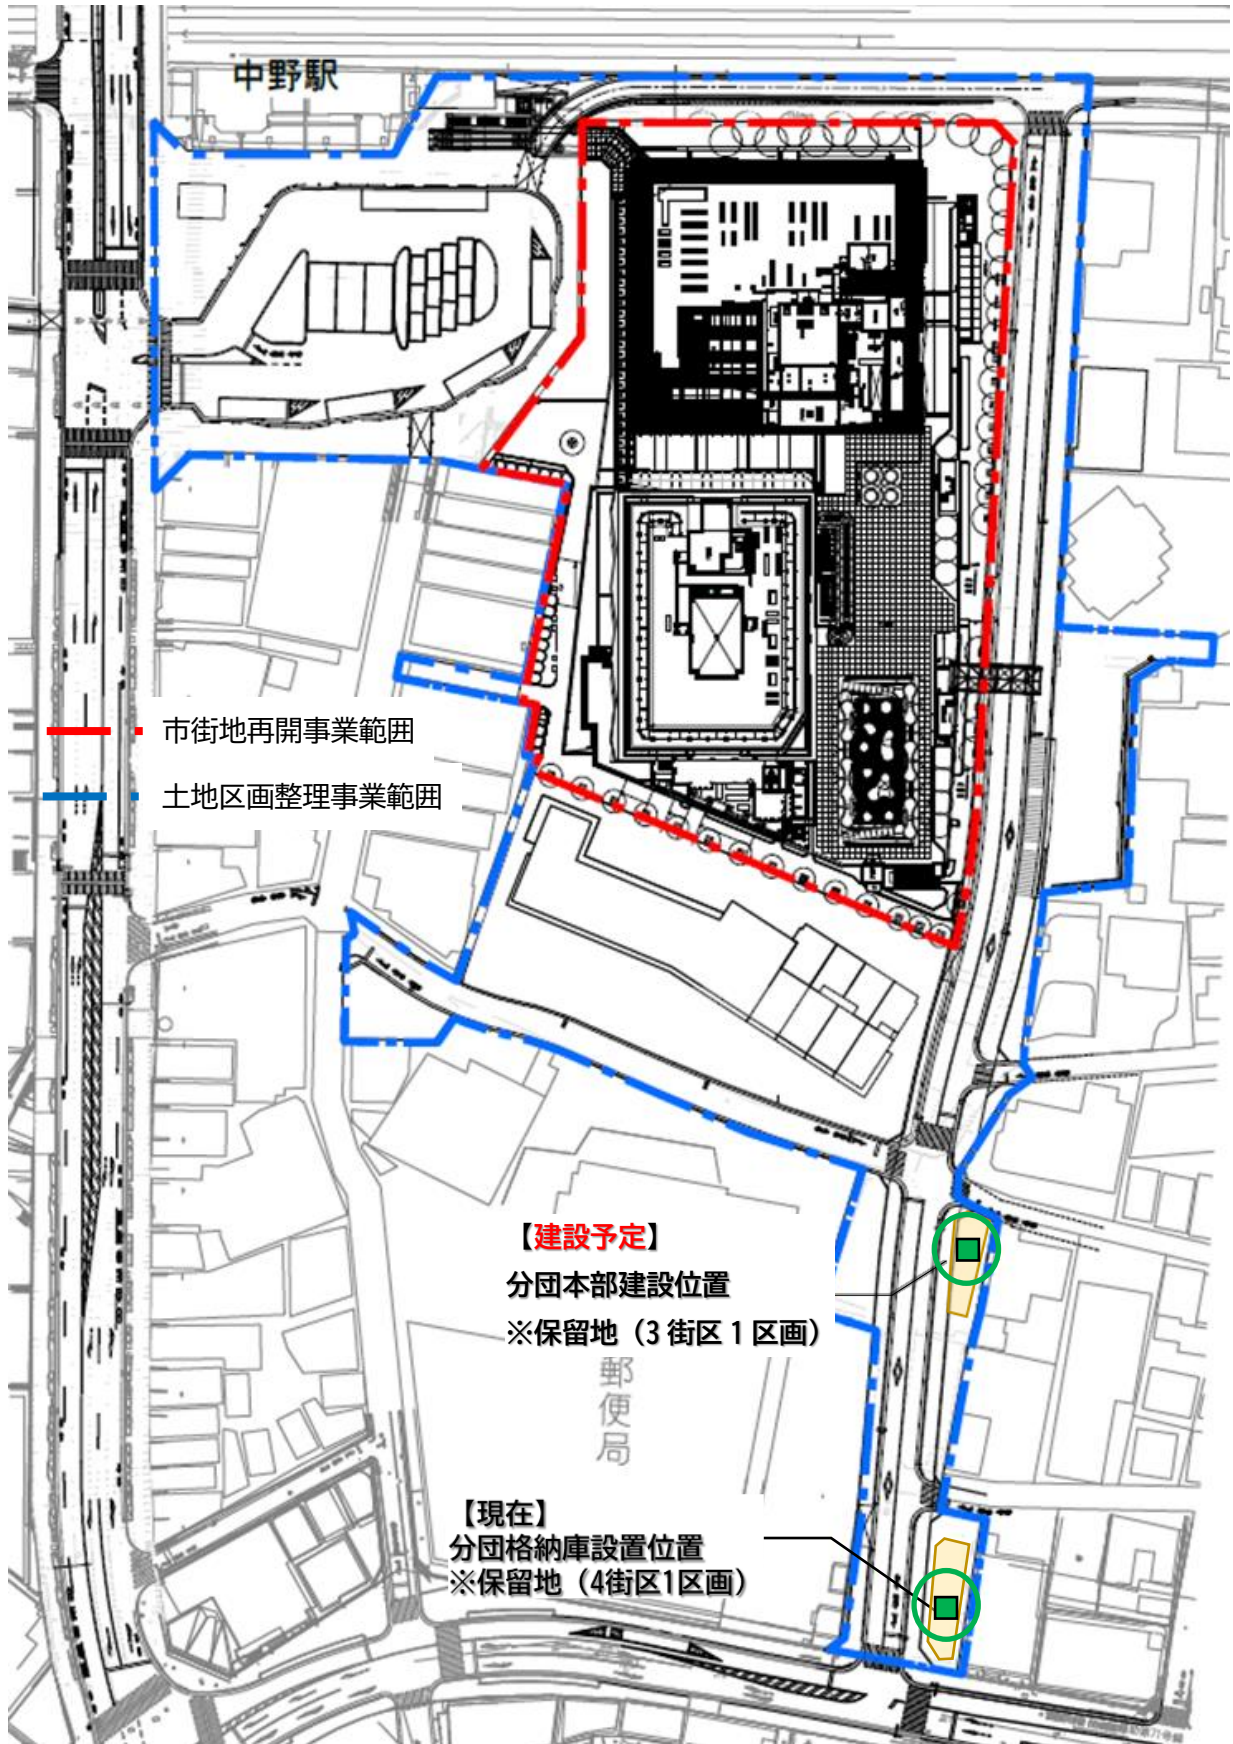 中野駅
市街地再開事業範囲
土地区画整理事業範囲
【建設予定】
分団本部建設位置
※保留地（3街区1区画）
郵便局
【現在】
分団格納庫設置位置
※保留地（4街区1区画）